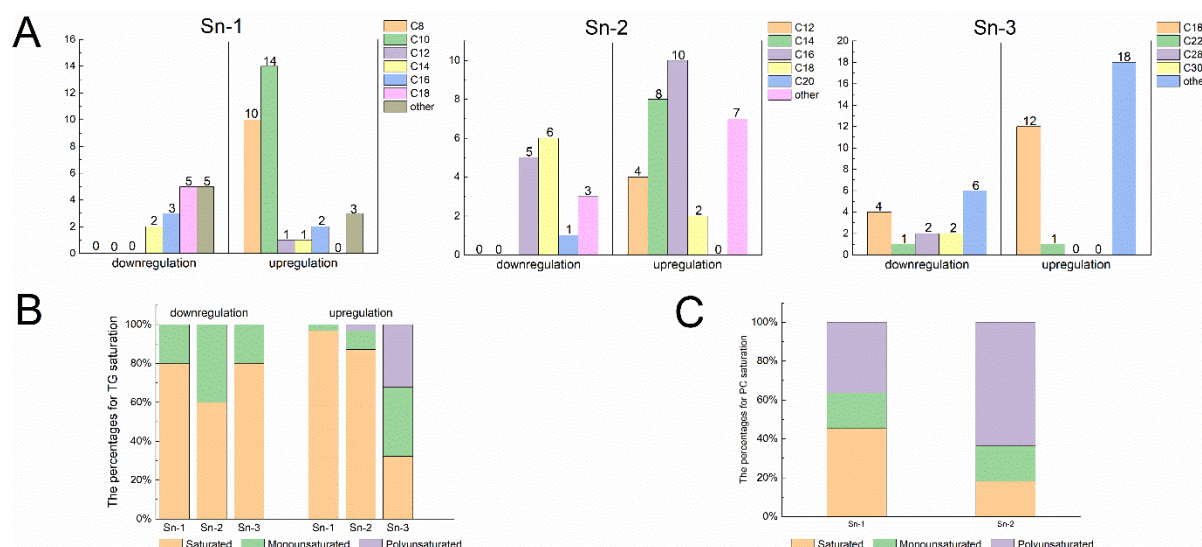 A
Sn-1
C8
C10
C12
C14
C16
C18
other
16
14
12
10
8
6
4
2
0
0 0 0 2 3 5 5
10 14 1 1 2 0 3
downregulation upregulation
Sn-2
C12
C14
C16
C18
C20
other
10
8
6
4
2
0
0 0 5 6 1 3
4 8 10 2 0 7
downregulation upregulation
Sn-3
C18
C22
C28
C30
other
20
18
16
14
12
10
8
6
4
2
0
4 1 2 2 6
12 1 0 0 18
downregulation upregulation
B
The percentages for TG saturation
downregulation upregulation
100%
80%
60%
40%
20%
0%
Sn-1 Sn-2 Sn-3 Sn-1 Sn-2 Sn-3
Saturated Monounsaturated Polyunsaturated
C
The percentages for PC saturation
100%
80%
60%
40%
20%
0%
Sn-1 Sn-2
Saturated Monounsaturated Polyunsaturated